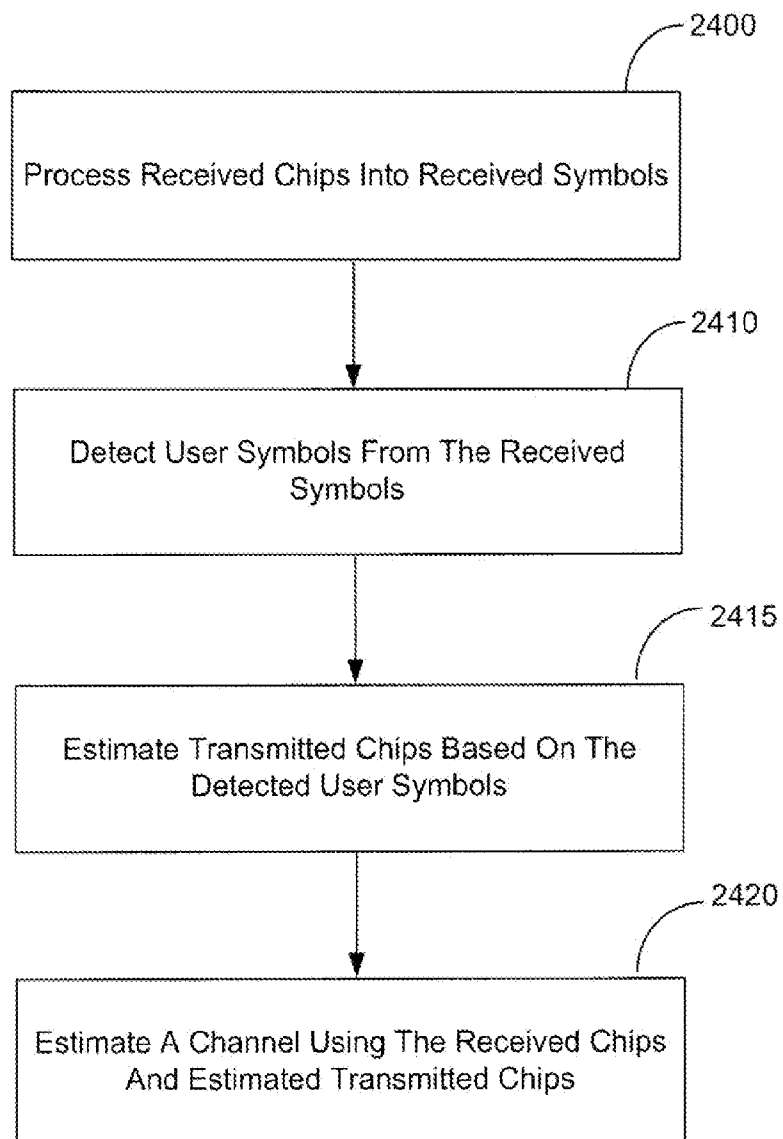 2400
Process Received Chips Into Received Symbols
2410
Detect User Symbols From The Received
Symbols
2415
Estimate Transmitted Chips Based On The
Detected User Symbols
2420
Estimate A Channel Using The Received Chips
And Estimated Transmitted Chips